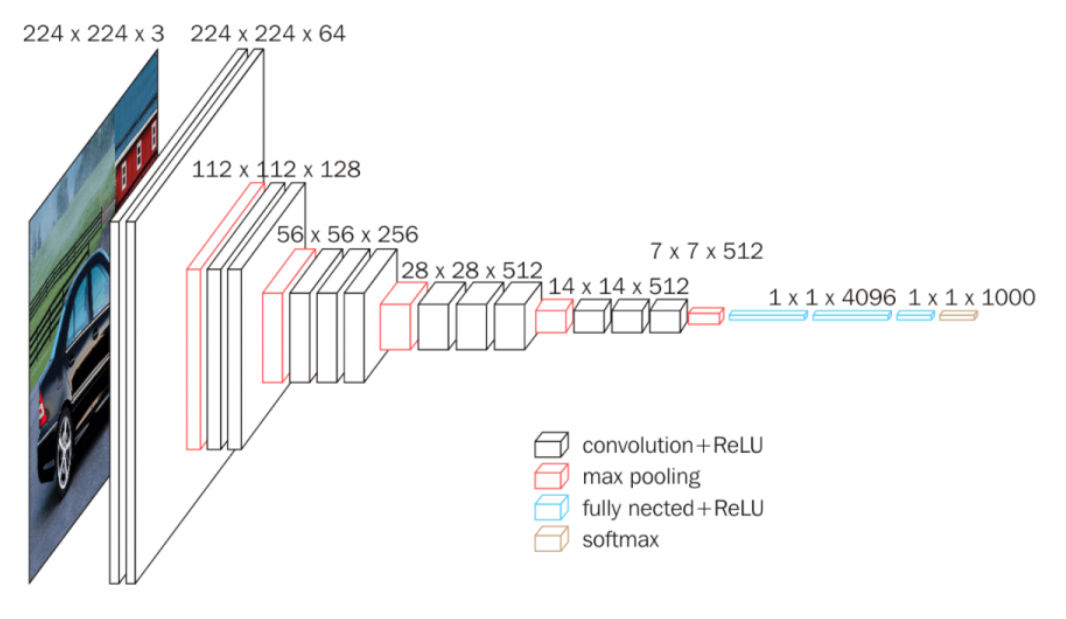 224 x 224 x 3
224 x 224 x 64
112 x 112 x 128
56 x 56 x 256
28 x 28 x 512
14 x 14 x 512
7 x 7 x 512
1 x 1 x 4096
1 x 1 x 1000
convolution+ReLU
max pooling
fully nected+ReLU
softmax